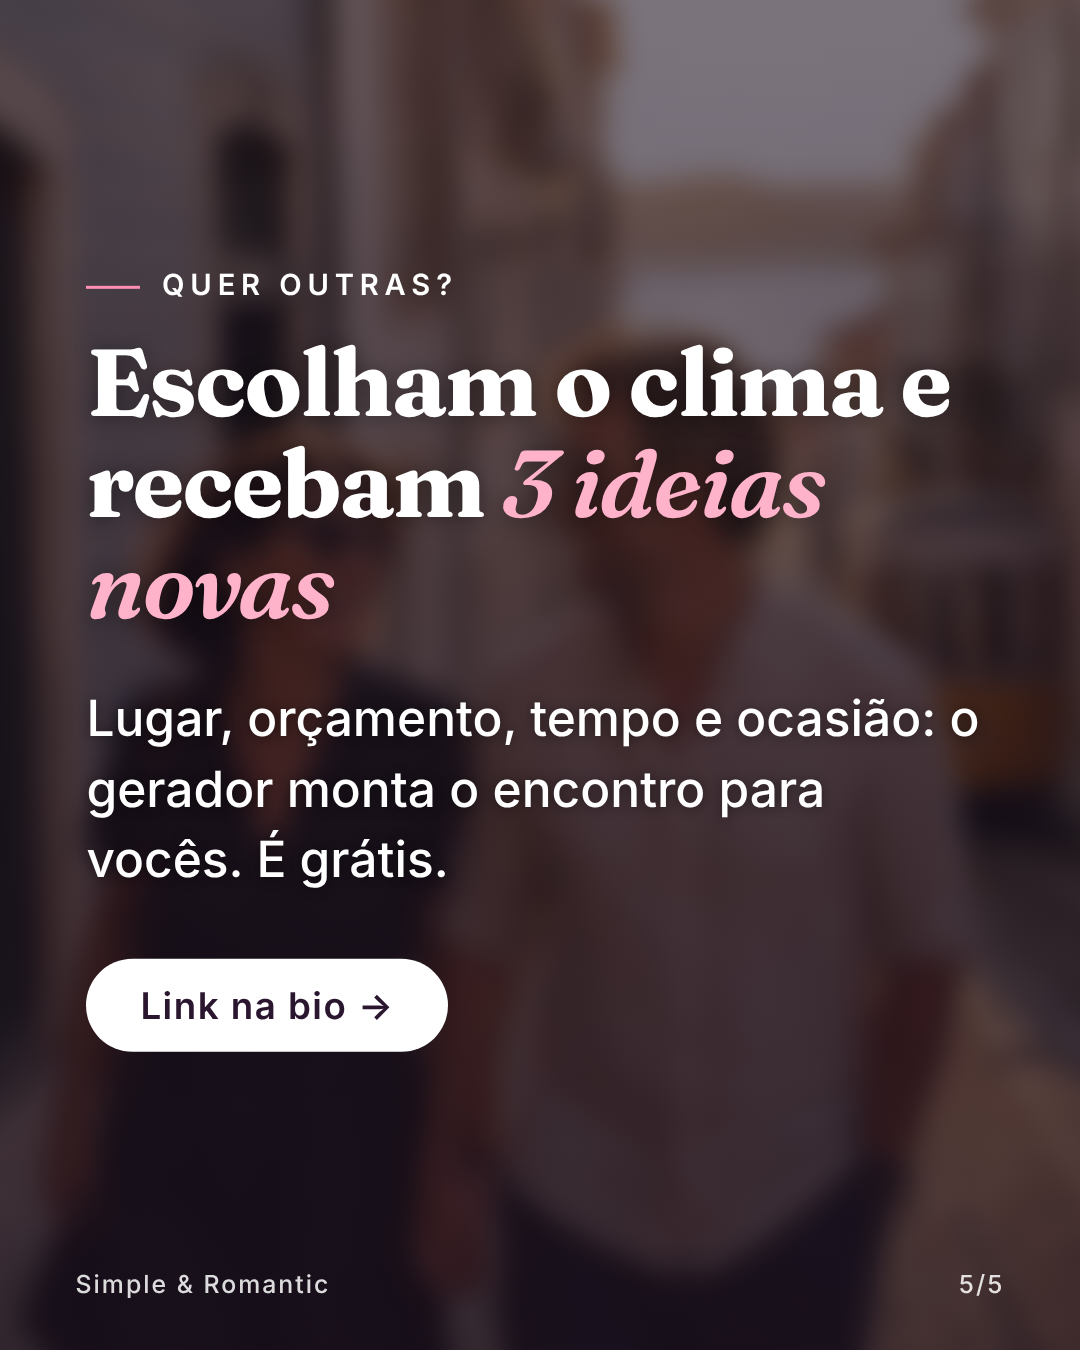 QUER OUTRAS?
Escolham o clima e
recebam 3 ideias
novas
Lugar, orçamento, tempo e ocasião: o
gerador monta o encontro para
vocês. É grátis.
Link na bio →
Simple & Romantic
5/5